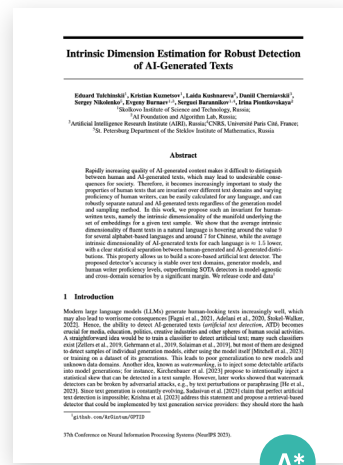 Intrinsic Dimension Estimation for Robust Detection
of AI-Generated Texts
Eduard Tulchinskii¹, Kristian Kuznetsov¹, Laida Kushnareva², Daniil Cherniavskii³,
Sergey Nikolenko⁵, Evgeny Burnaev¹,³, Serguei Barannikov¹,⁴, Irina Piontkovskaya²
¹Skolkovo Institute of Science and Technology, Russia;
²AI Foundation and Algorithm Lab, Russia;
³Artificial Intelligence Research Institute (AIRI), Russia; ⁴CNRS, Université Paris Cité, France;
⁵St. Petersburg Department of the Steklov Institute of Mathematics, Russia
Abstract
Rapidly increasing quality of AI-generated content makes it difficult to distinguish
between human and AI-generated texts, which may lead to undesirable conse-
quences for society. Therefore, it becomes increasingly important to study the
properties of human texts that are invariant over different text domains and varying
proficiency of human writers, can be easily calculated for any language, and can
robustly separate natural and AI-generated texts regardless of the generation model
and sampling method. In this work, we propose such an invariant for human-
written texts, namely the intrinsic dimensionality of the manifold underlying the
set of embeddings for a given text sample. We show that the average intrinsic
dimensionality of fluent texts in a natural language is hovering around the value 9
for several alphabet-based languages and around 7 for Chinese, while the average
intrinsic dimensionality of AI-generated texts for each language is ≈ 1.5 lower,
with a clear statistical separation between human-generated and AI-generated distri-
butions. This property allows us to build a score-based artificial text detector. The
proposed detector's accuracy is stable over text domains, generator models, and
human writer proficiency levels, outperforming SOTA detectors in model-agnostic
and cross-domain scenarios by a significant margin. We release code and data¹
1 Introduction
Modern large language models (LLMs) generate human-looking texts increasingly well, which
may also lead to worrisome consequences [Fagni et al., 2021, Adelani et al., 2020, Stokel-Walker,
2022]. Hence, the ability to detect AI-generated texts (artificial text detection, ATD) becomes
crucial for media, education, politics, creative industries and other spheres of human social activities.
A straightforward idea would be to train a classifier to detect artificial text; many such classifiers
exist [Zellers et al., 2019, Gehrmann et al., 2019, Solaiman et al., 2019], but most of them are designed
to detect samples of individual generation models, either using the model itself [Mitchell et al., 2023]
or training on a dataset of its generations. This leads to poor generalization to new models and
unknown data domains. Another idea, known as watermarking, is to inject some detectable artifacts
into model generations; for instance, Kirchenbauer et al. [2023] propose to intentionally inject a
statistical skew that can be detected in a text sample. However, later works showed that watermark
detectors can be broken by adversarial attacks, e.g., by text perturbations or paraphrasing [He et al.,
2023]. Since text generation is constantly evolving, Sadasivan et al. [2023] claim that perfect artificial
text detection is impossible; Krishna et al. [2023] address this statement and propose a retrieval-based
detector that could be implemented by text generation service providers: they should store the hash
¹github.com/ArGintum/GPTID
37th Conference on Neural Information Processing Systems (NeurIPS 2023).
A*